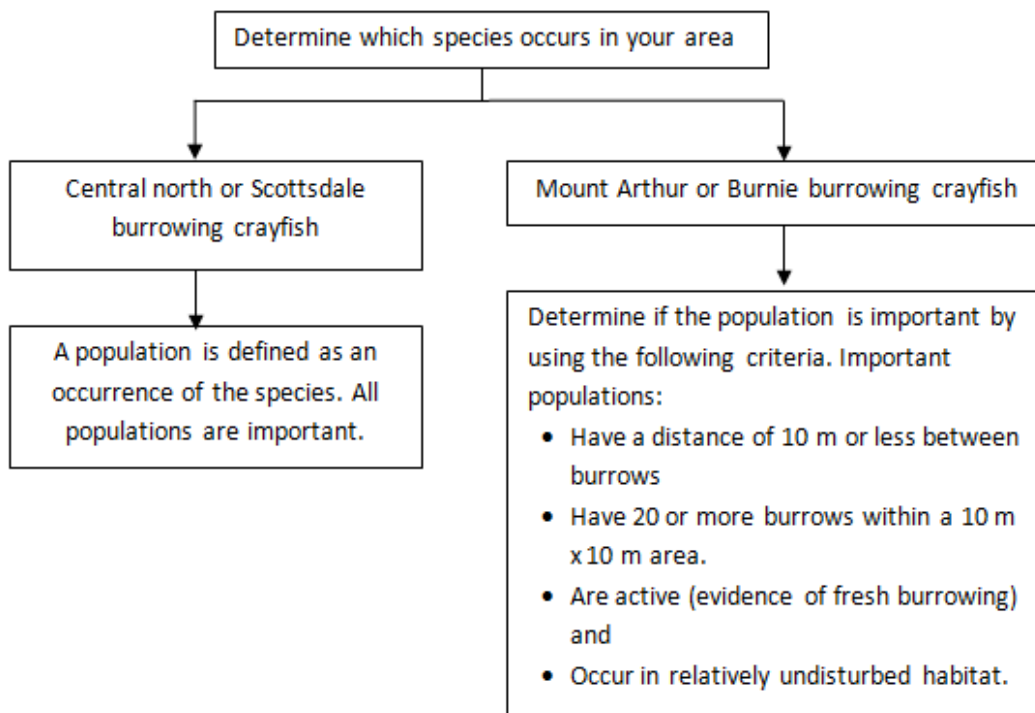 Determine which species occurs in your area
Central north or Scottsdale
burrowing crayfish
Mount Arthur or Burnie burrowing crayfish
A population is defined as an
occurrence of the species. All
populations are important.
Determine if the population is important by
using the following criteria. Important
populations:
• Have a distance of 10 m or less between
burrows
• Have 20 or more burrows within a 10 m
x 10 m area.
• Are active (evidence of fresh burrowing)
and
• Occur in relatively undisturbed habitat.